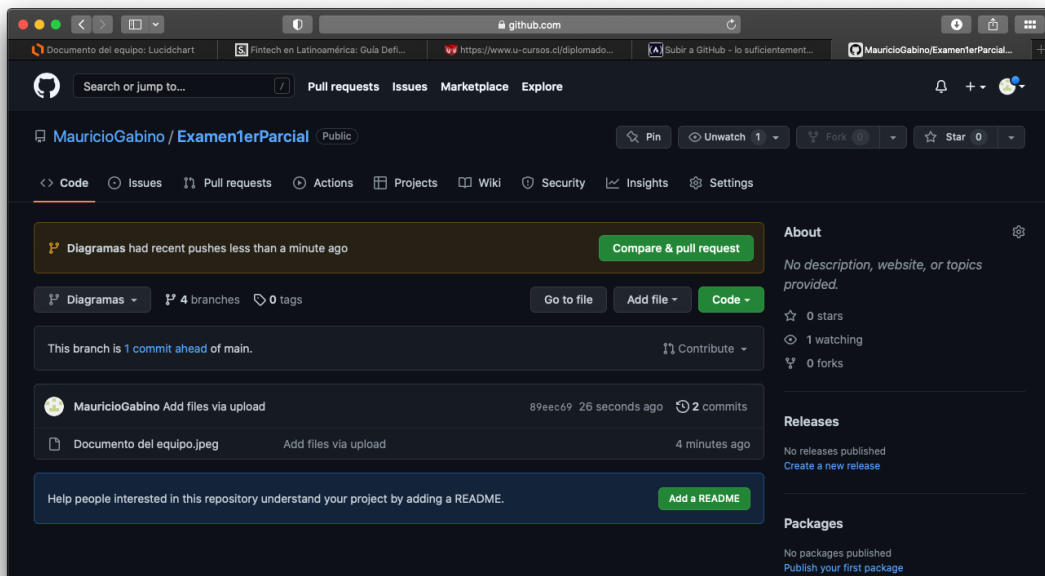 github.com
Documento del equipo: Lucidchart
Fintech en Latinoamérica: Guía Defi...
https://www.u-cursos.cl/diplomado...
Subir a GitHub - lo suficientement...
MauricioGabino/Examen1erParcial...
Search or jump to...
/
Pull requests
Issues
Marketplace
Explore
MauricioGabino / Examen1erParcial
Public
Pin
Unwatch 1
Fork 0
Star 0
Code
Issues
Pull requests
Actions
Projects
Wiki
Security
Insights
Settings
Diagramas had recent pushes less than a minute ago
Compare & pull request
Diagramas
4 branches
0 tags
Go to file
Add file
Code
This branch is 1 commit ahead of main.
Contribute
MauricioGabino Add files via upload
89eec69 26 seconds ago
2 commits
Documento del equipo.jpeg
Add files via upload
4 minutes ago
Help people interested in this repository understand your project by adding a README.
Add a README
About
No description, website, or topics
provided.
0 stars
1 watching
0 forks
Releases
No releases published
Create a new release
Packages
No packages published
Publish your first package